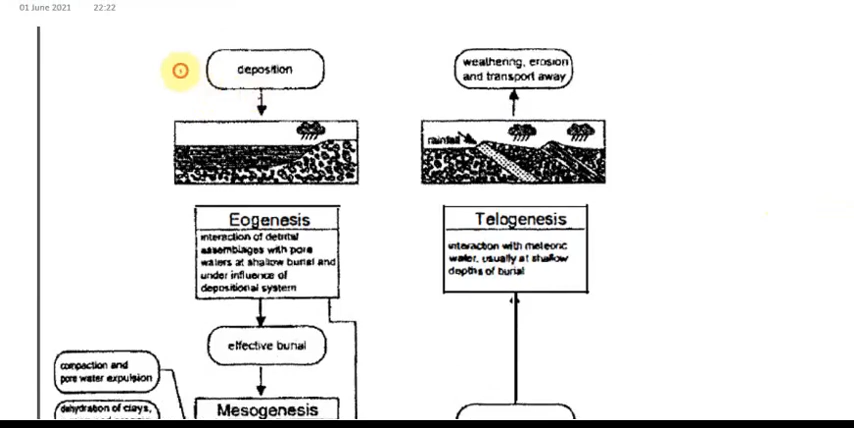 01 June 2021 22:22
deposition
weathering, erosion
and transport away
rainfall
Eogenesis
interaction of detrital
assemblages with pore
waters at shallow burial and
under influence of
depositional system
Telogenesis
interaction with meteoric
water, usually at shallow
depths of burial
effective burial
compaction and
pore water expulsion
dehydration of clays,
Mesogenesis